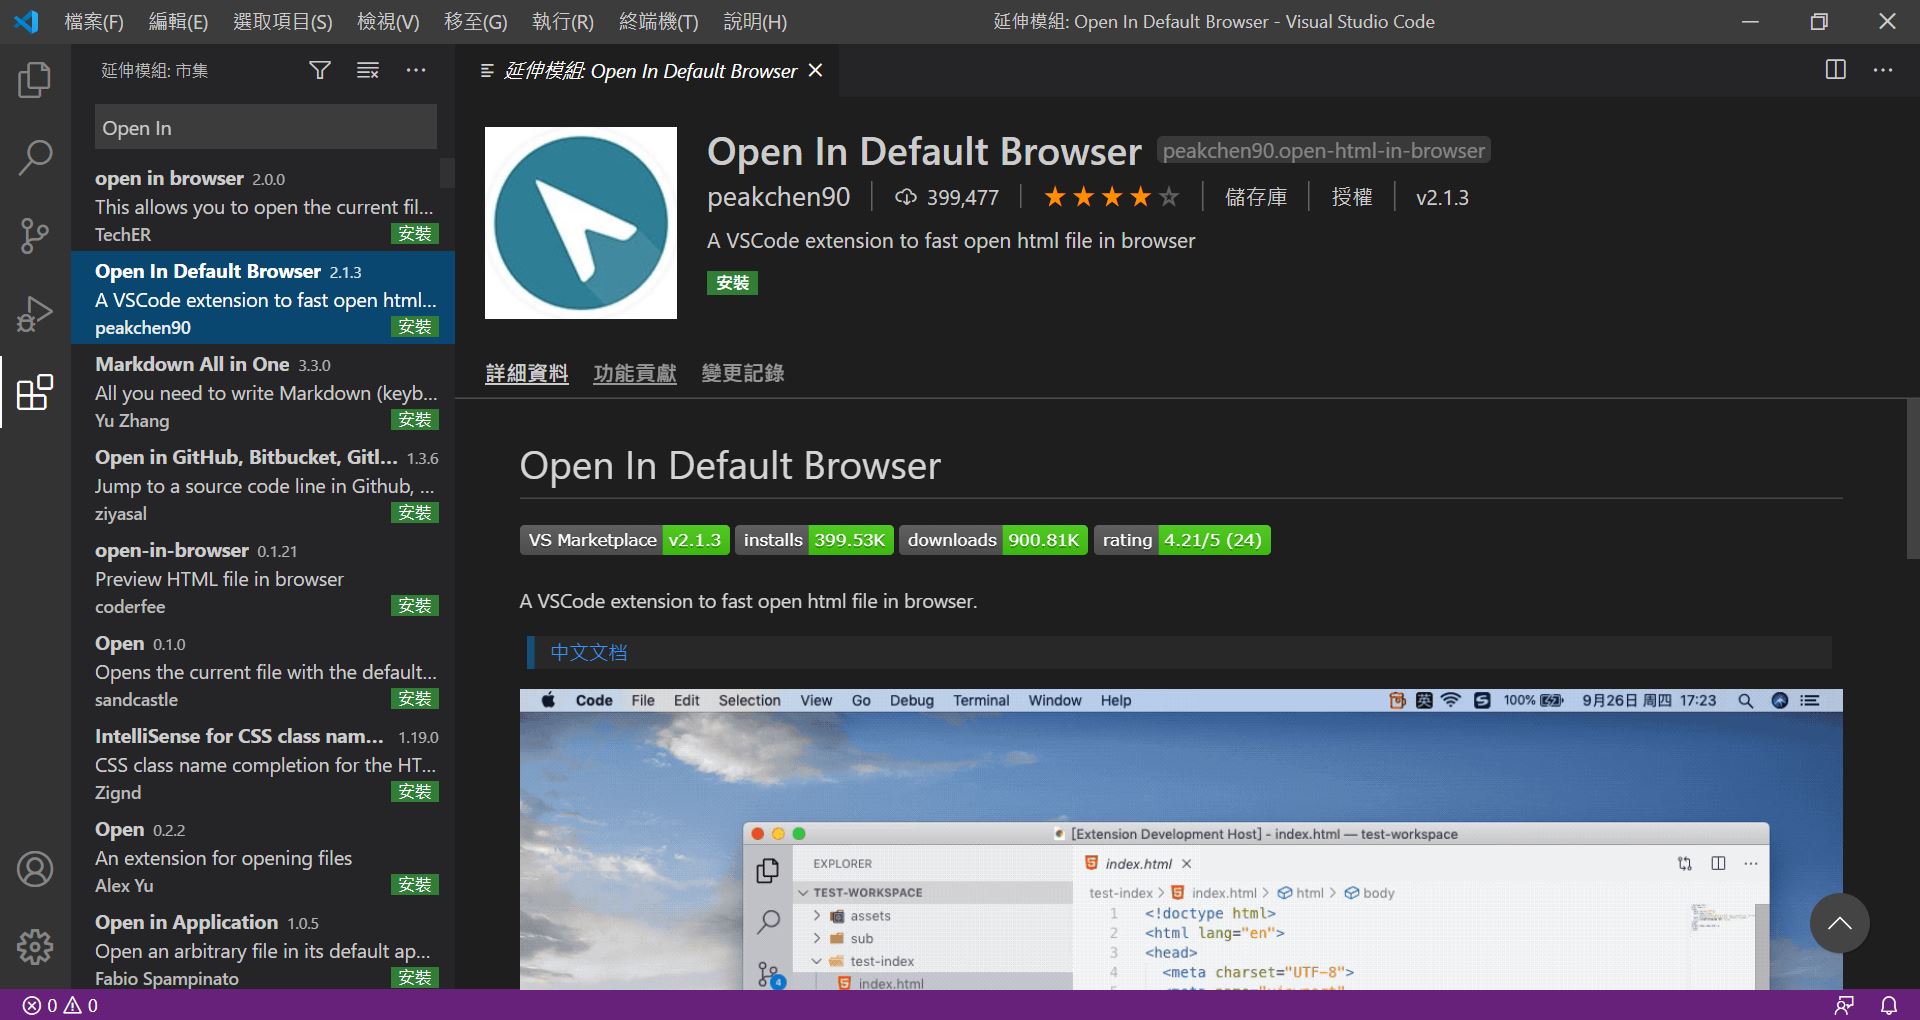 檔案(F) 編輯(E) 選取項目(S) 檢視(V) 移至(G) 執行(R) 終端機(T) 說明(H) 延伸模組: Open In Default Browser - Visual Studio Code
延伸模組: 市集
Open In
open in browser 2.0.0
This allows you to open the current fil...
TechER 安裝
Open In Default Browser 2.1.3
A VSCode extension to fast open html...
peakchen90 安裝
Markdown All in One 3.3.0
All you need to write Markdown (keyb...
Yu Zhang 安裝
Open in GitHub, Bitbucket, Gitl... 1.3.6
Jump to a source code line in Github, ...
ziyasal 安裝
open-in-browser 0.1.21
Preview HTML file in browser
coderfee 安裝
Open 0.1.0
Opens the current file with the default...
sandcastle 安裝
IntelliSense for CSS class nam... 1.19.0
CSS class name completion for the HT...
Zignd 安裝
Open 0.2.2
An extension for opening files
Alex Yu 安裝
Open in Application 1.0.5
Open an arbitrary file in its default ap...
Fabio Spampinato 安裝
延伸模組: Open In Default Browser
Open In Default Browser peakchen90.open-html-in-browser
peakchen90 399,477 儲存庫 授權 v2.1.3
A VSCode extension to fast open html file in browser
安裝
詳細資料 功能貢獻 變更記錄
Open In Default Browser
VS Marketplace v2.1.3 installs 399.53K downloads 900.81K rating 4.21/5 (24)
A VSCode extension to fast open html file in browser.
中文文档
Code File Edit Selection View Go Debug Terminal Window Help 英 100% 9月26日 周四 17:23
[Extension Development Host] - index.html — test-workspace
EXPLORER
TEST-WORKSPACE
assets
sub
test-index
index.html
4
index.html
test-index > index.html > html > body
1 <!doctype html>
2 <html lang="en">
3 <head>
4 <meta charset="UTF-8">
0 0